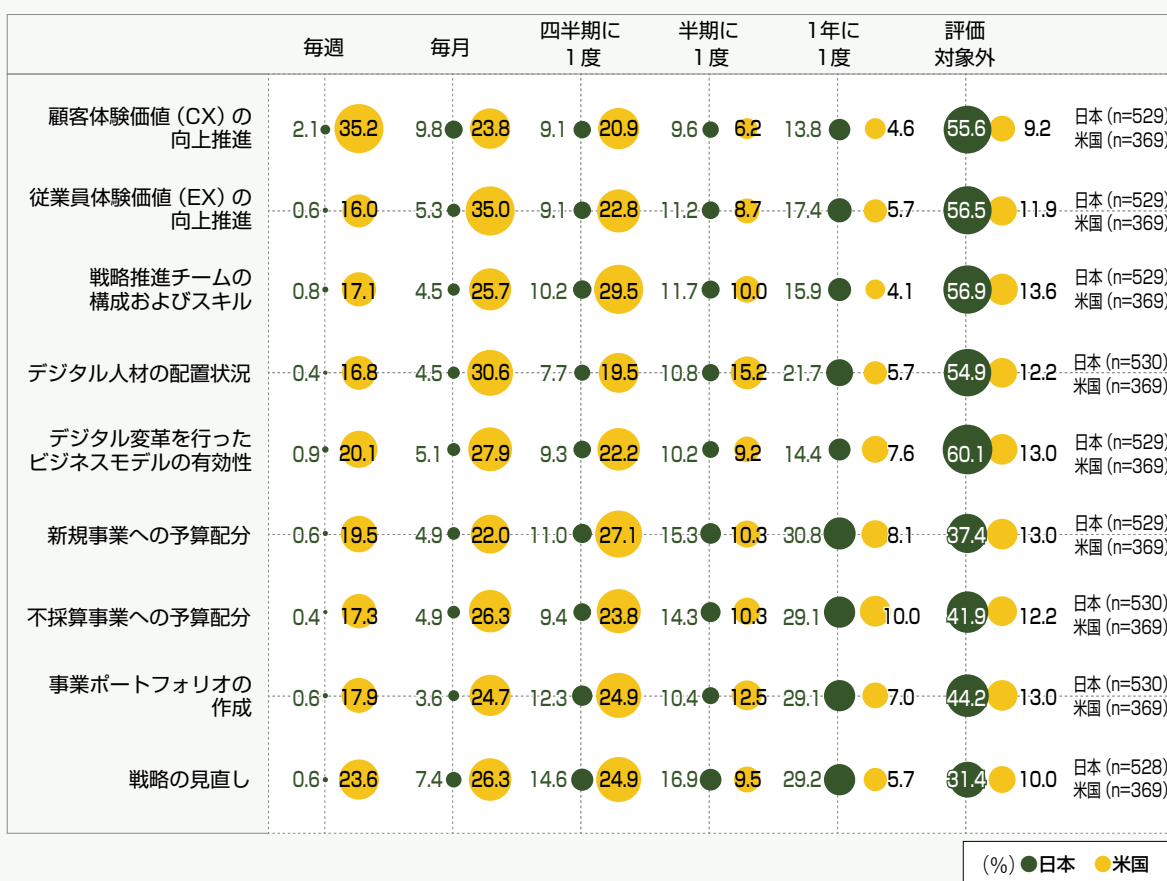 毎週 毎月 四半期に 半期に 1年に 評価
1度 1度 1度 対象外
顧客体験価値（CX）の
向上推進
2.1 35.2 9.8 23.8 9.1 20.9 9.6 6.2 13.8 4.6 55.6 9.2
日本（n=529）
米国（n=369）
従業員体験価値（EX）の
向上推進
0.6 16.0 5.3 35.0 9.1 22.8 11.2 8.7 17.4 5.7 56.5 11.9
日本（n=529）
米国（n=369）
戦略推進チームの
構成およびスキル
0.8 17.1 4.5 25.7 10.2 29.5 11.7 10.0 15.9 4.1 56.9 13.6
日本（n=529）
米国（n=369）
デジタル人材の配置状況
0.4 16.8 4.5 30.6 7.7 19.5 10.8 15.2 21.7 5.7 54.9 12.2
日本（n=530）
米国（n=369）
デジタル変革を行った
ビジネスモデルの有効性
0.9 20.1 5.1 27.9 9.3 22.2 10.2 9.2 14.4 7.6 60.1 13.0
日本（n=529）
米国（n=369）
新規事業への予算配分
0.6 19.5 4.9 22.0 11.0 27.1 15.3 10.3 30.8 8.1 37.4 13.0
日本（n=529）
米国（n=369）
不採算事業への予算配分
0.4 17.3 4.9 26.3 9.4 23.8 14.3 10.3 29.1 10.0 41.9 12.2
日本（n=530）
米国（n=369）
事業ポートフォリオの
作成
0.6 17.9 3.6 24.7 12.3 24.9 10.4 12.5 29.1 7.0 44.2 13.0
日本（n=530）
米国（n=369）
戦略の見直し
0.6 23.6 7.4 26.3 14.6 24.9 16.9 9.5 29.2 5.7 31.4 10.0
日本（n=528）
米国（n=369）
（%） 日本 米国